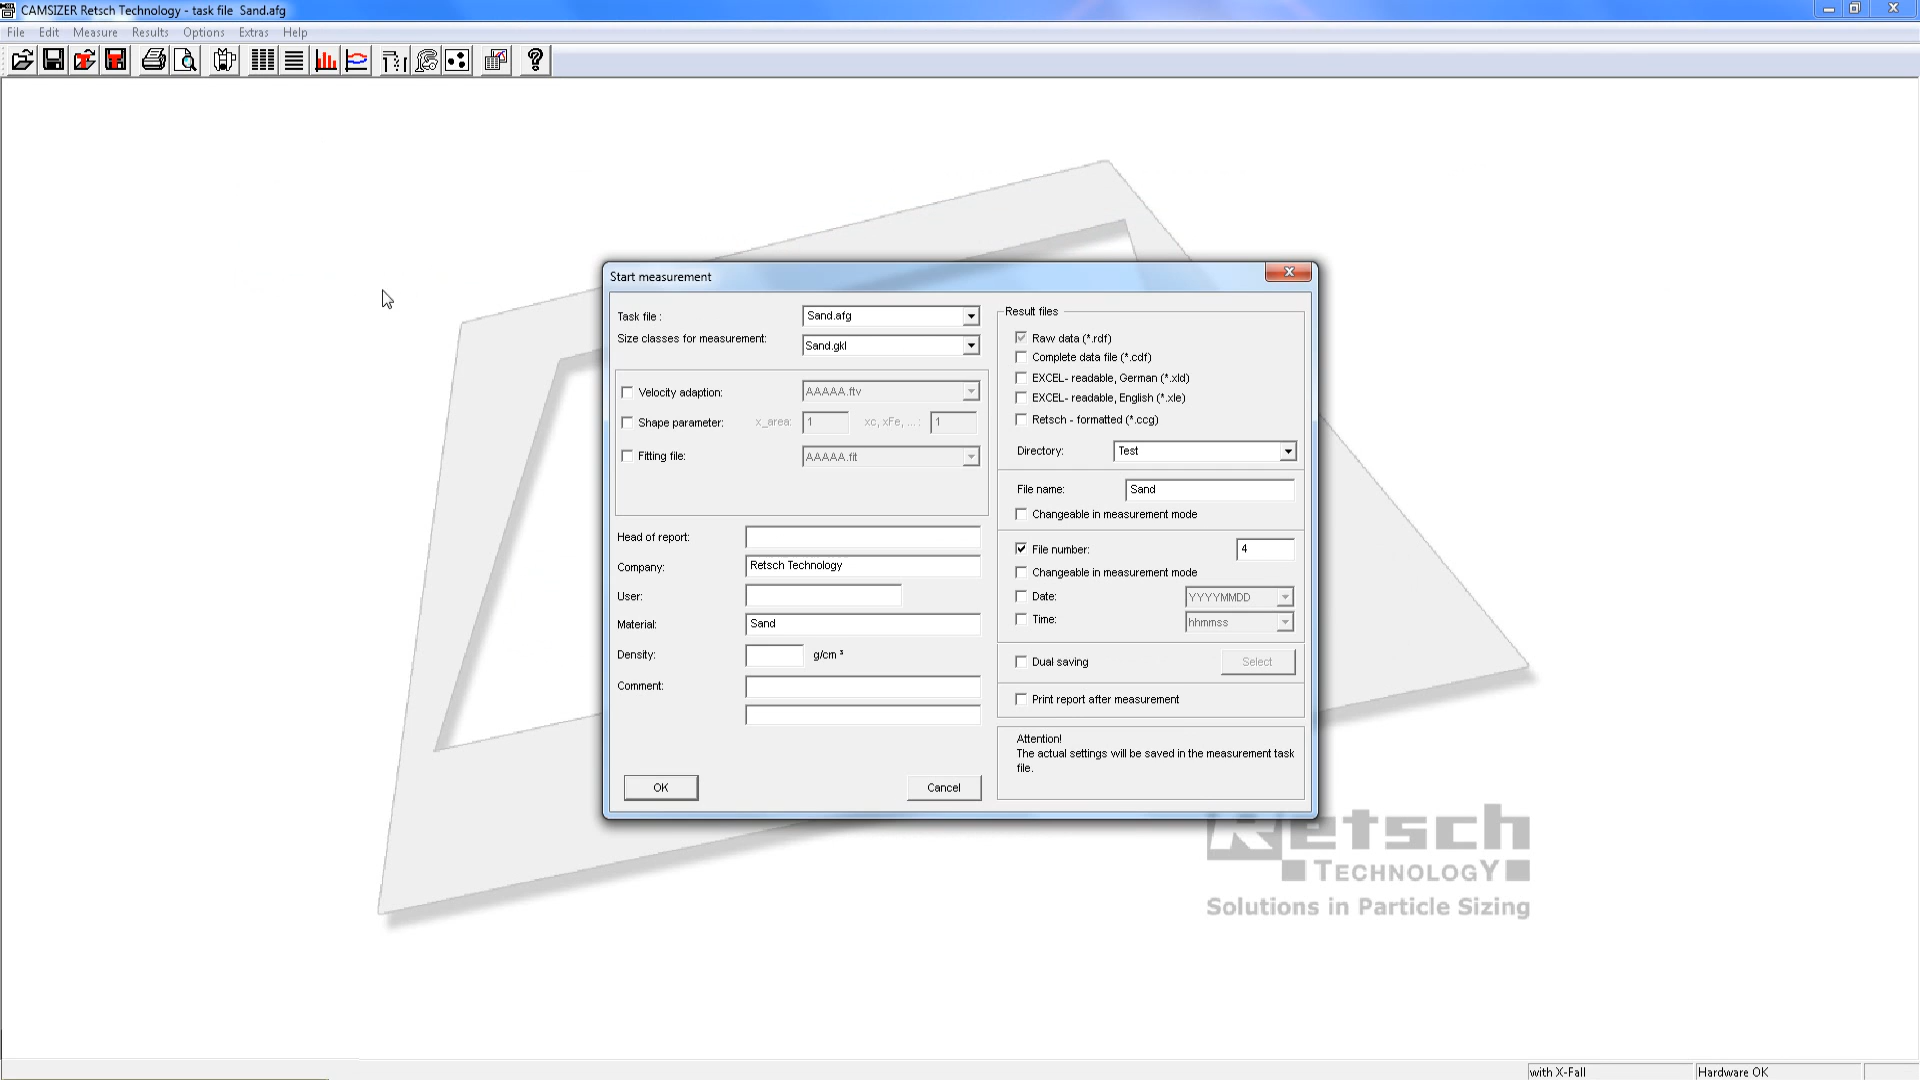 CAMSIZER Retsch Technology - task file  Sand.afg
File Edit Measure Results Options Extras Help
Start measurement
Task file :
Sand.afg
Size classes for measurement:
Sand.gkl
Velocity adaption:
AAAAA.ftv
Shape parameter:
x_area:
1
xc, xFe, ... :
1
Fitting file:
AAAAA.fit
Head of report:
Company:
Retsch Technology
User:
Material:
Sand
Density:
g/cm ³
Comment:
OK
Cancel
Result files
Raw data (*.rdf)
Complete data file (*.cdf)
EXCEL- readable, German (*.xld)
EXCEL- readable, English (*.xle)
Retsch - formatted (*.ccg)
Directory:
Test
File name:
Sand
Changeable in measurement mode
File number:
4
Changeable in measurement mode
Date:
YYYYMMDD
Time:
hhmmss
Dual saving
Select
Print report after measurement
Attention!
The actual settings will be saved in the measurement task
file.
Retsch
TECHNOLOGY
Solutions in Particle Sizing
with X-Fall
Hardware OK